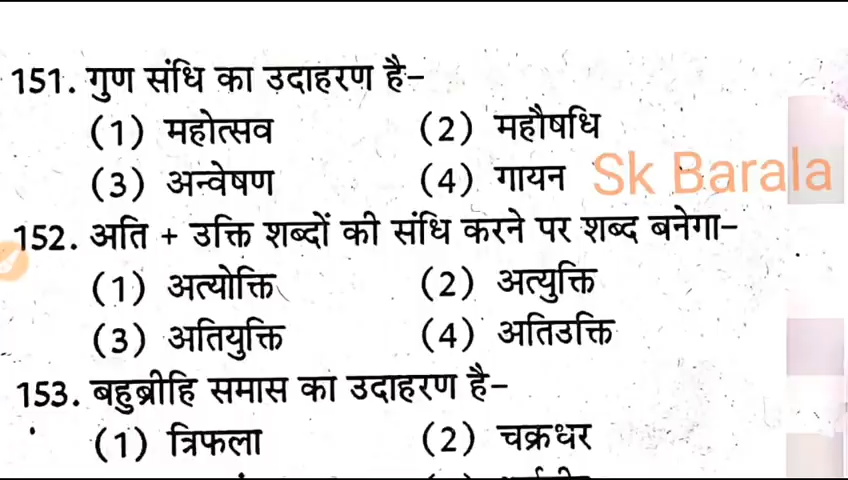 151. गुण संधि का उदाहरण है–
(1) महोत्सव (2) महौषधि
(3) अन्वेषण (4) गायन
Sk Barala
152. अति + उक्ति शब्दों की संधि करने पर शब्द बनेगा–
(1) अत्योक्ति (2) अत्युक्ति
(3) अतियुक्ति (4) अतिउक्ति
153. बहुब्रीहि समास का उदाहरण है–
(1) त्रिफला (2) चक्रधर